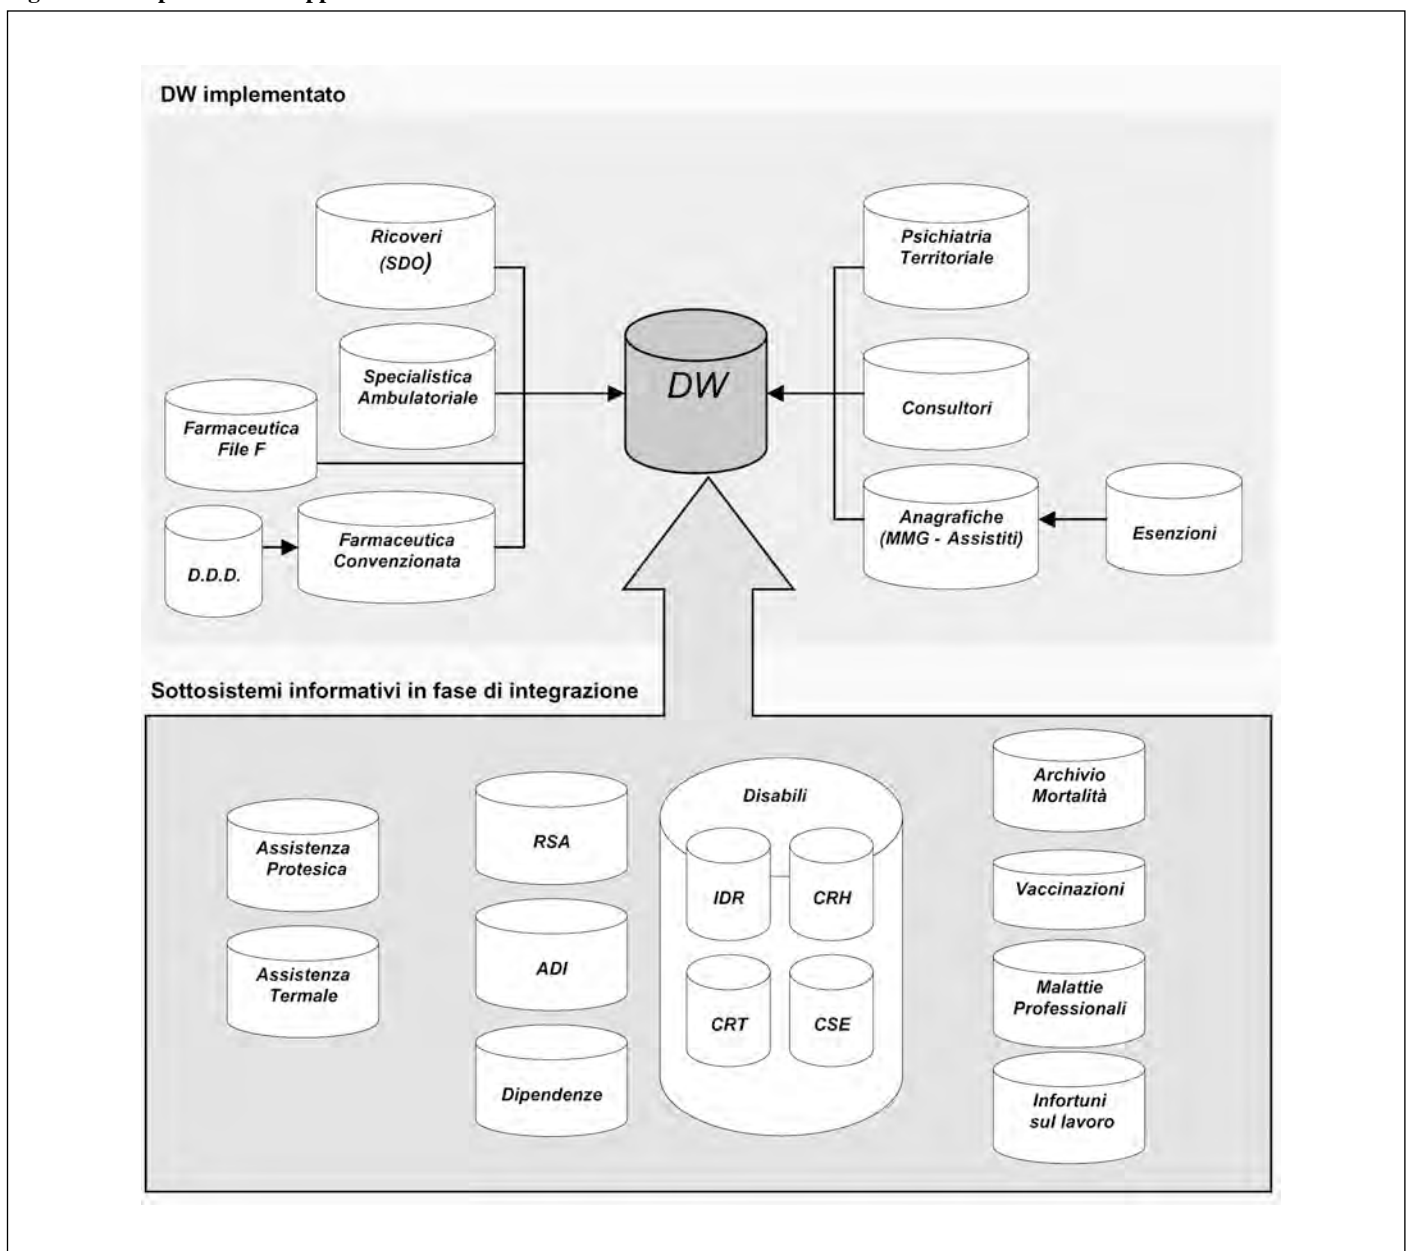 DW implementato
Ricoveri
(SDO)
Psichiatria
Territoriale
Specialistica
Ambulatoriale
DW
Consultori
Farmaceutica
File F
Anagrafiche
(MMG - Assistiti)
Esenzioni
D.D.D.
Farmaceutica
Convenzionata
Sottosistemi informativi in fase di integrazione
Assistenza
Protesica
Assistenza
Termale
RSA
ADI
Dipendenze
Disabili
IDR
CRH
CRT
CSE
Archivio
Mortalità
Vaccinazioni
Malattie
Professionali
Infortuni
sul lavoro